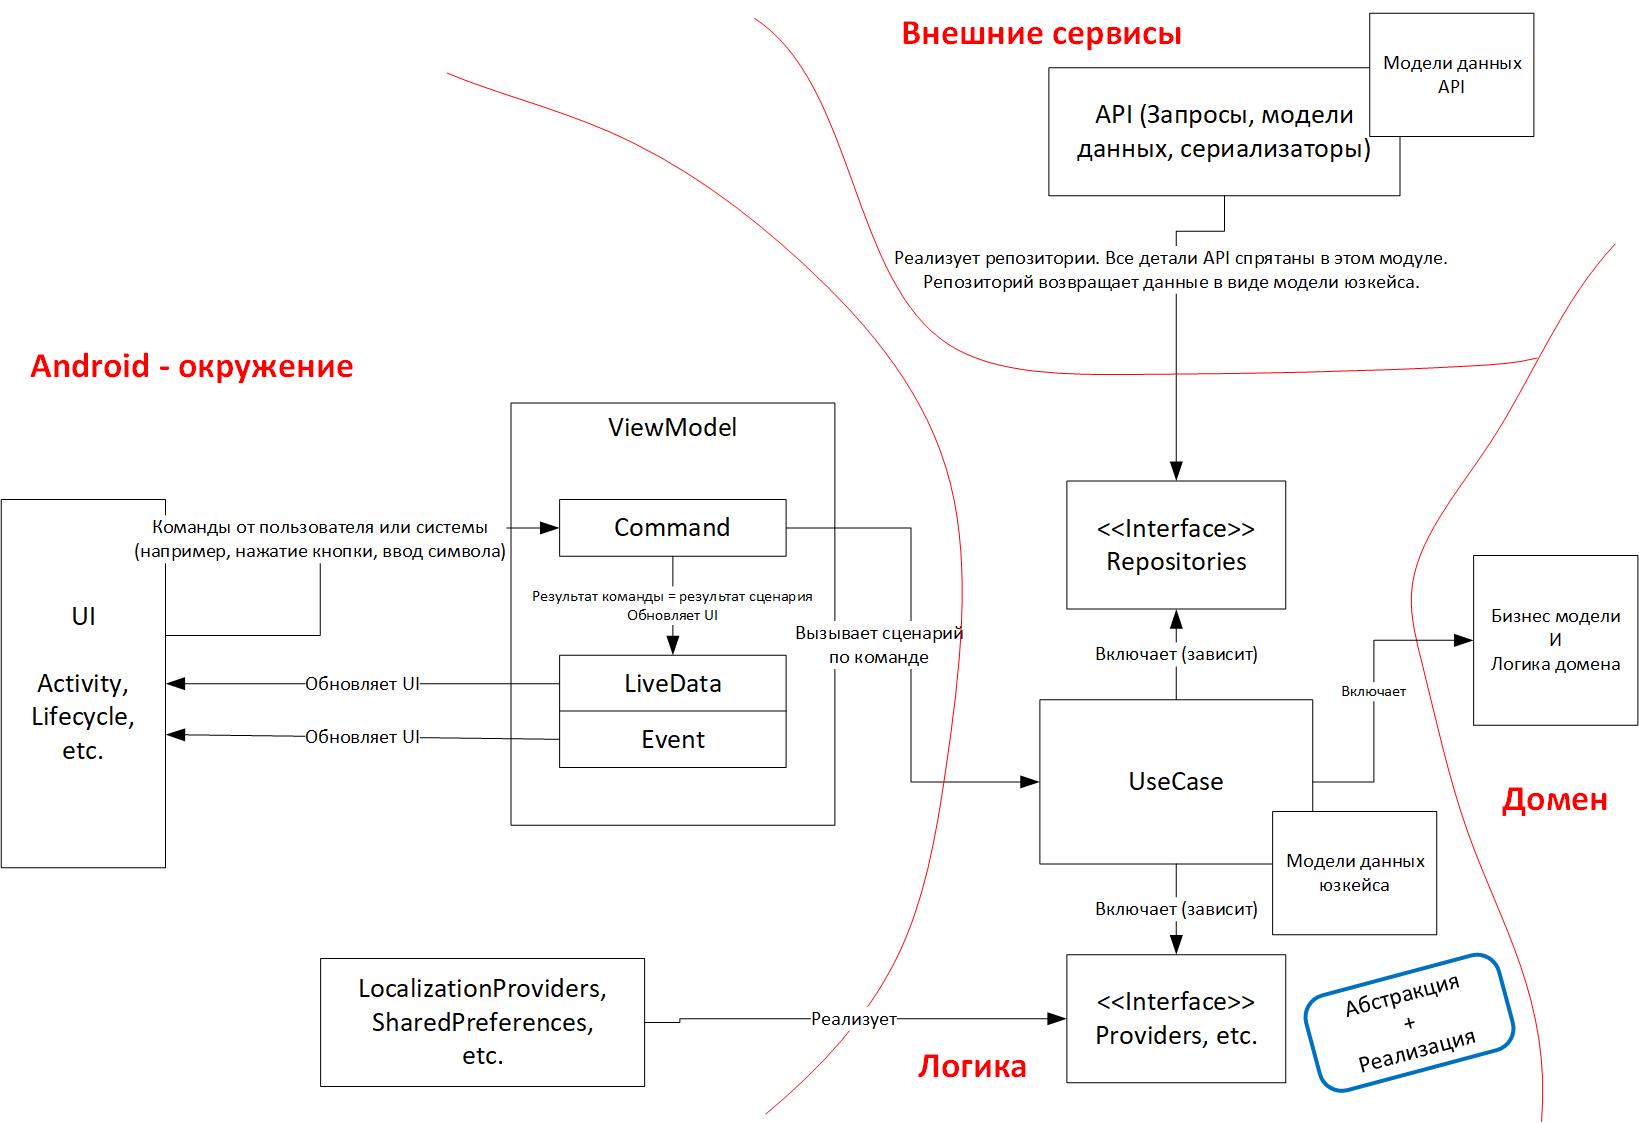 Внешние сервисы
Модели данных
API
API (Запросы, модели
данных, сериализаторы)
Реализует репозитории. Все детали API спрятаны в этом модуле.
Репозиторий возвращает данные в виде модели юзкейса.
Android - окружение
ViewModel
Command
Команды от пользователя или системы
(например, нажатие кнопки, ввод символа)
Результат команды = результат сценария
Обновляет UI
UI
Activity,
Lifecycle,
etc.
Обновляет UI
LiveData
Обновляет UI
Event
Вызывает сценарий
по команде
<<Interface>>
Repositories
Включает (зависит)
Включает
Бизнес модели
И
Логика домена
UseCase
Домен
Модели данных
юзкейса
Включает (зависит)
LocalizationProviders,
SharedPreferences,
etc.
Реализует
<<Interface>>
Providers, etc.
Логика
Абстракция
+
Реализация